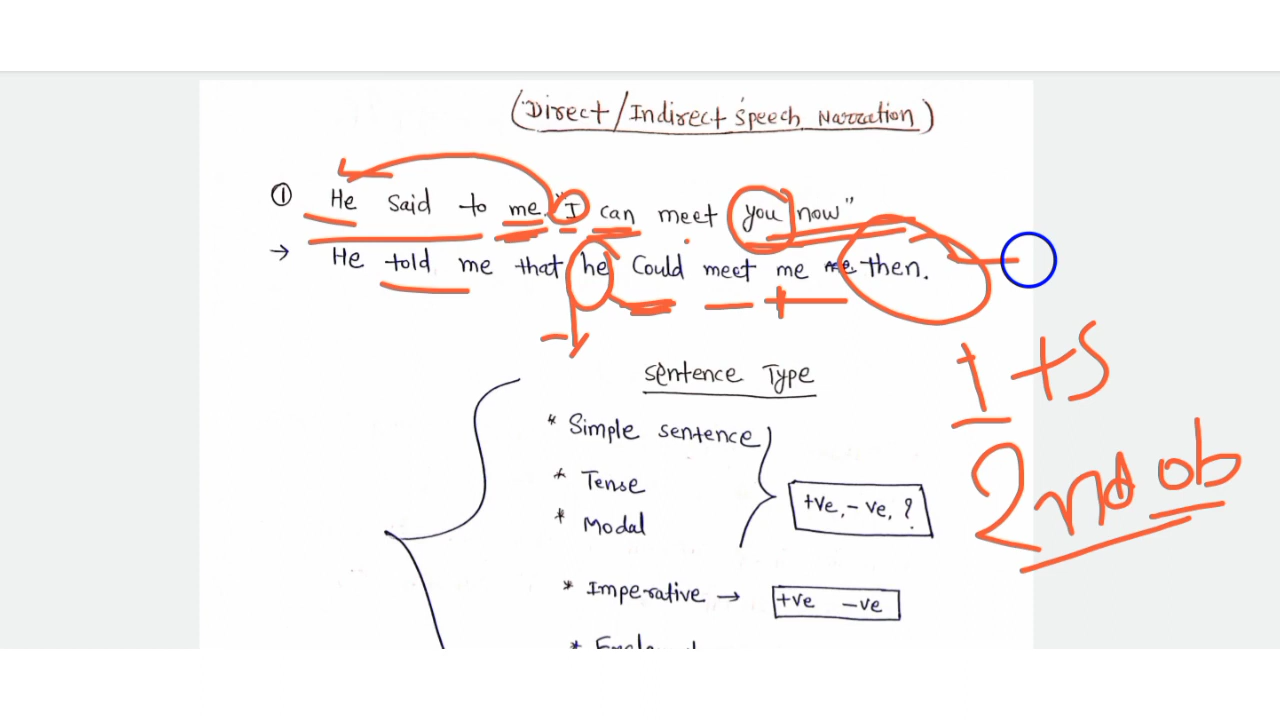 (Direct/Indirect speech Narration)
① He said to me, "I can meet you now"
→ He told me that he Could meet me then.
1 +S
2nd ob
Sentence Type
* Simple sentence
* Tense
* Modal
+ve, -ve, ?
* Imperative → +ve -ve